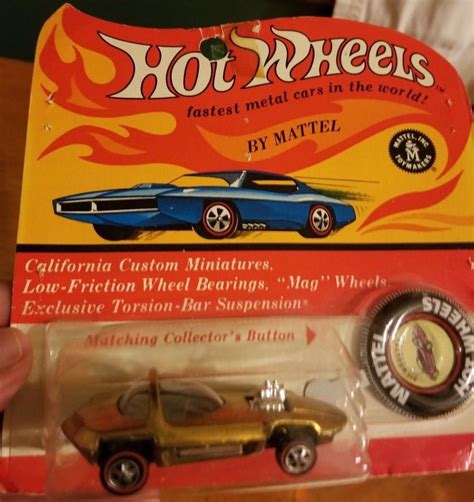 HOT WHEELS™
fastest metal cars in the world!
BY MATTEL
MATTEL, INC.
TOYMAKERS
California Custom Miniatures,
Low-Friction Wheel Bearings, "Mag" Wheels,
Exclusive Torsion-Bar Suspension
Matching Collector's Button
HOT WHEELS
MATTEL